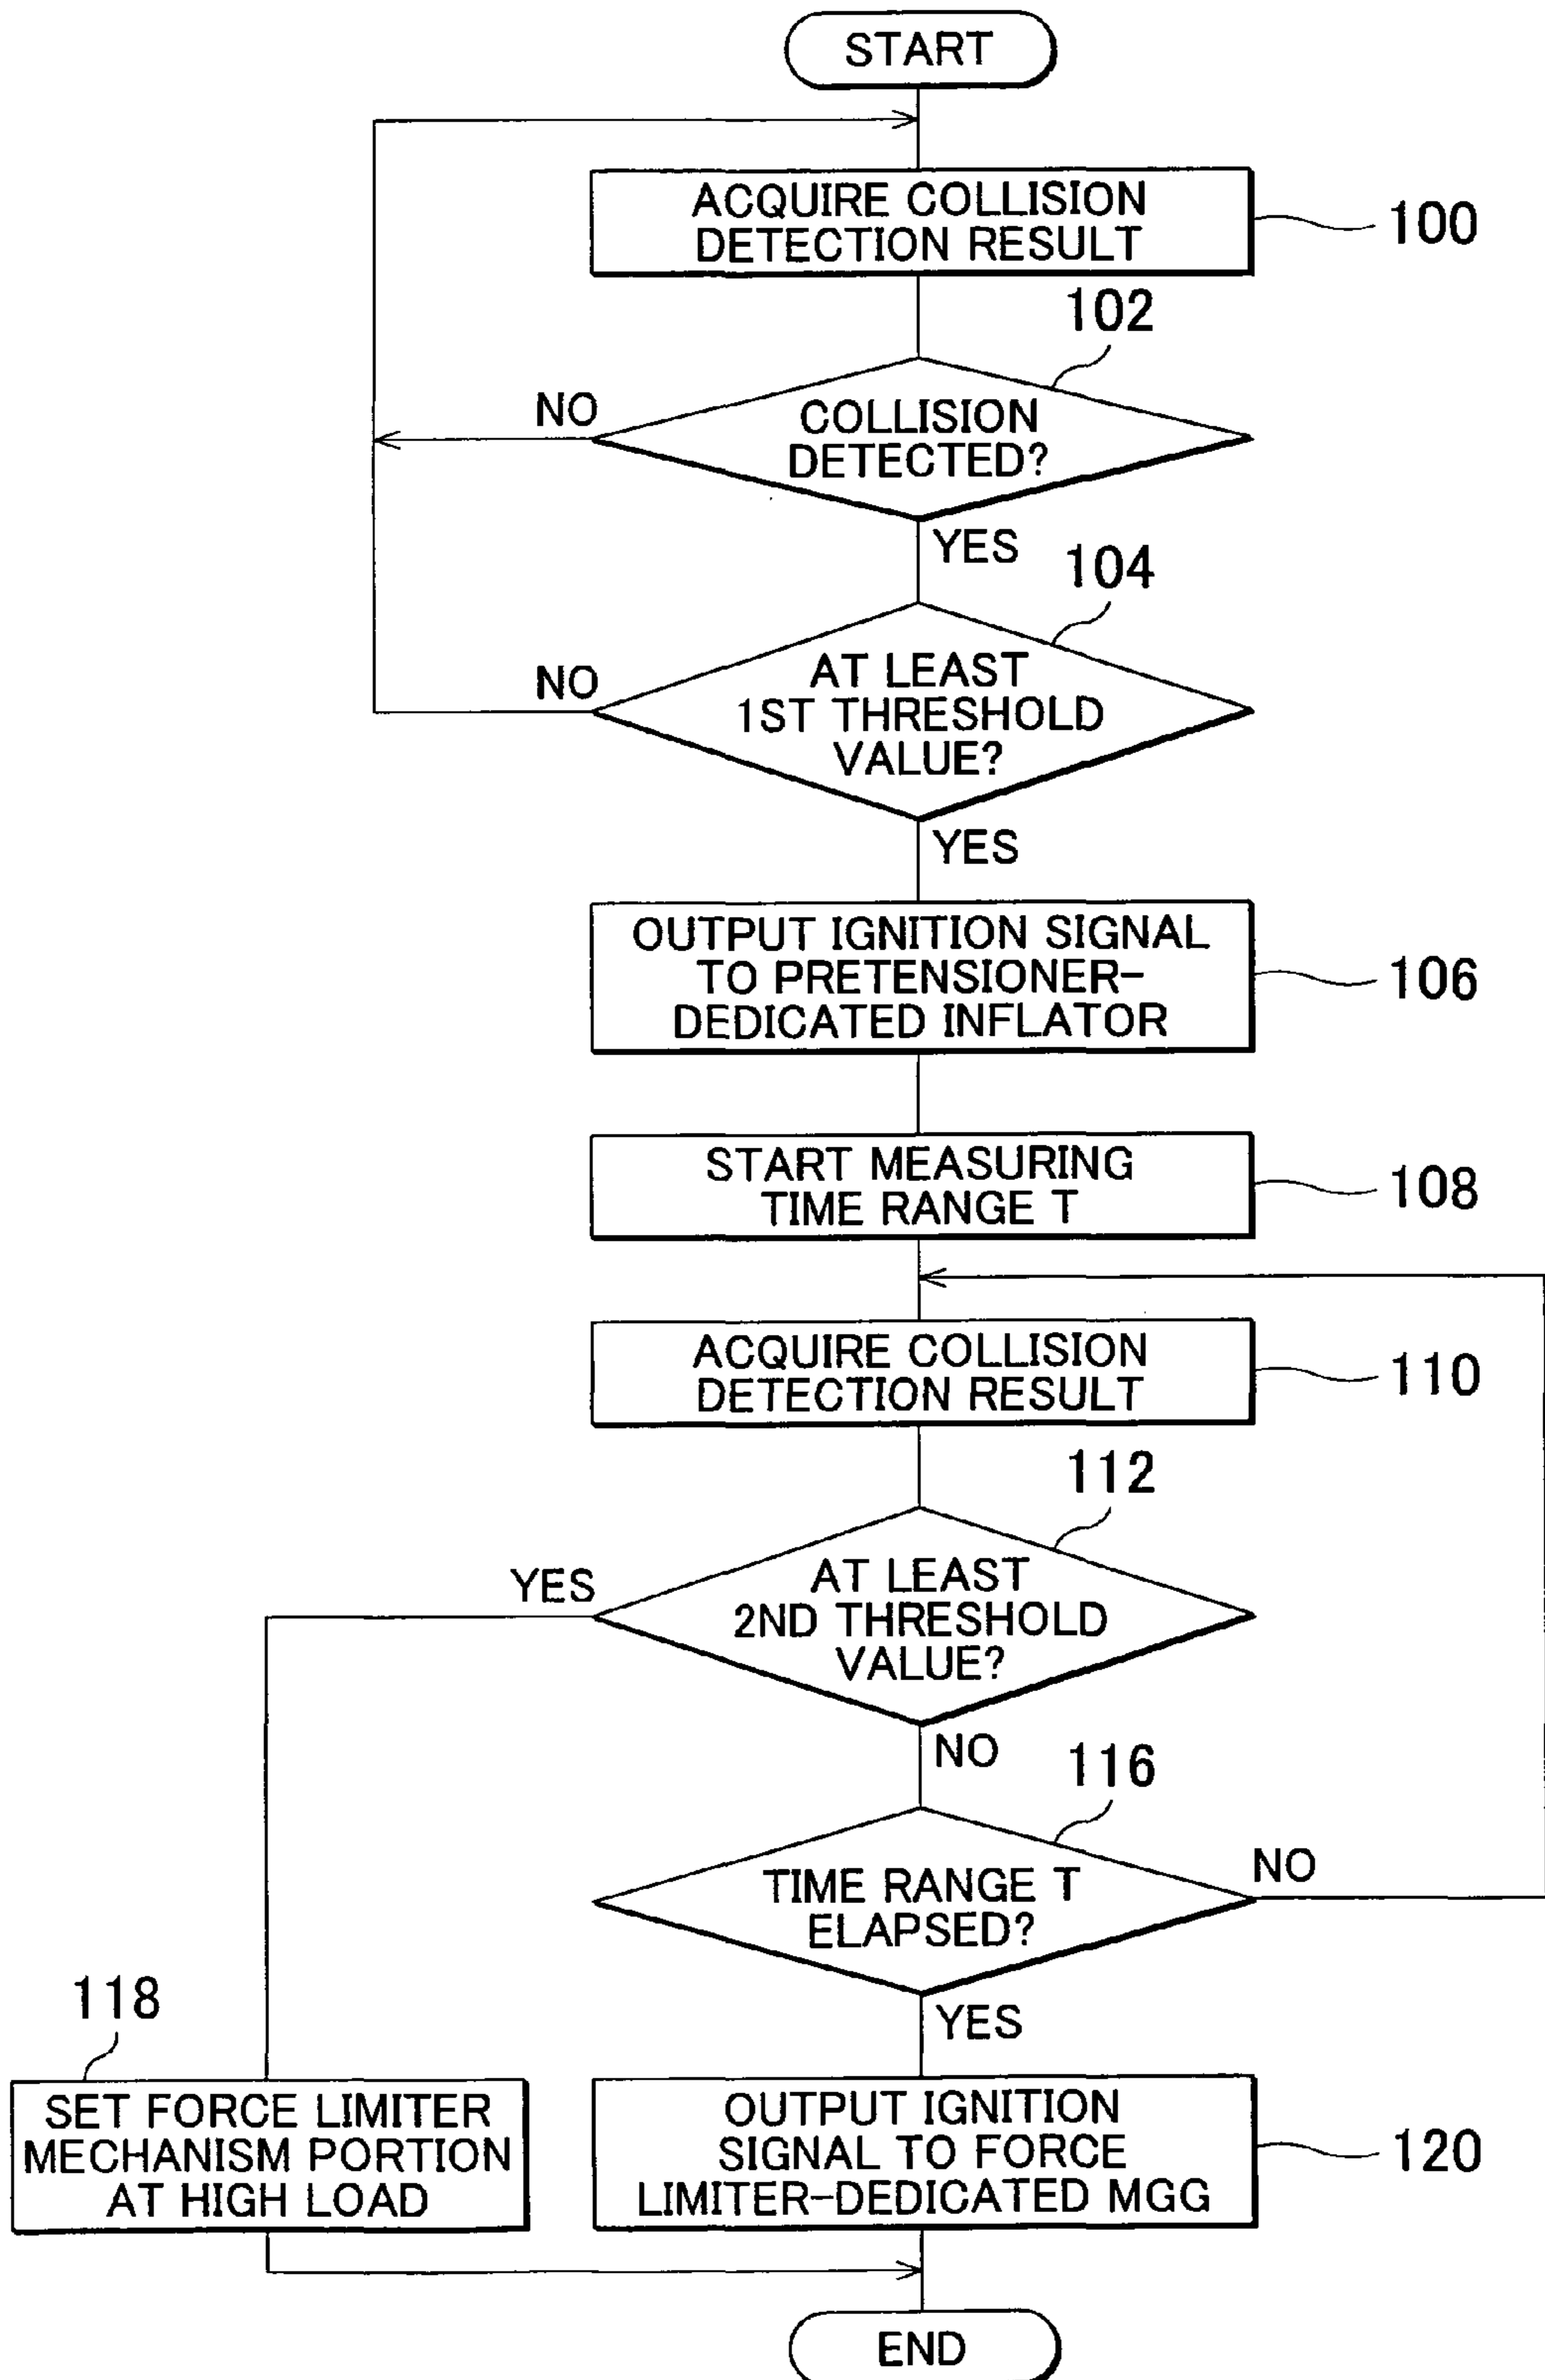 START
ACQUIRE COLLISION
DETECTION RESULT
100
102
NO
COLLISION
DETECTED?
YES
104
NO
AT LEAST
1ST THRESHOLD
VALUE?
YES
OUTPUT IGNITION SIGNAL
TO PRETENSIONER-
DEDICATED INFLATOR
106
START MEASURING
TIME RANGE T
108
ACQUIRE COLLISION
DETECTION RESULT
110
112
YES
AT LEAST
2ND THRESHOLD
VALUE?
NO
116
NO
TIME RANGE T
ELAPSED?
YES
118
SET FORCE LIMITER
MECHANISM PORTION
AT HIGH LOAD
OUTPUT IGNITION
SIGNAL TO FORCE
LIMITER-DEDICATED MGG
120
END